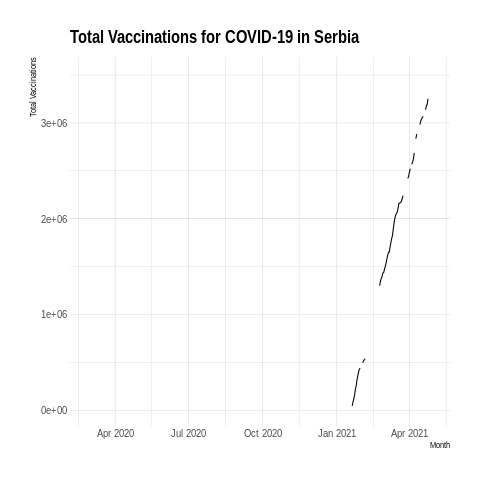 Total Vaccinations for COVID-19 in Serbia
Total Vaccinations
3e+06
2e+06
1e+06
0e+00
Apr 2020 Jul 2020 Oct 2020 Jan 2021 Apr 2021
Month